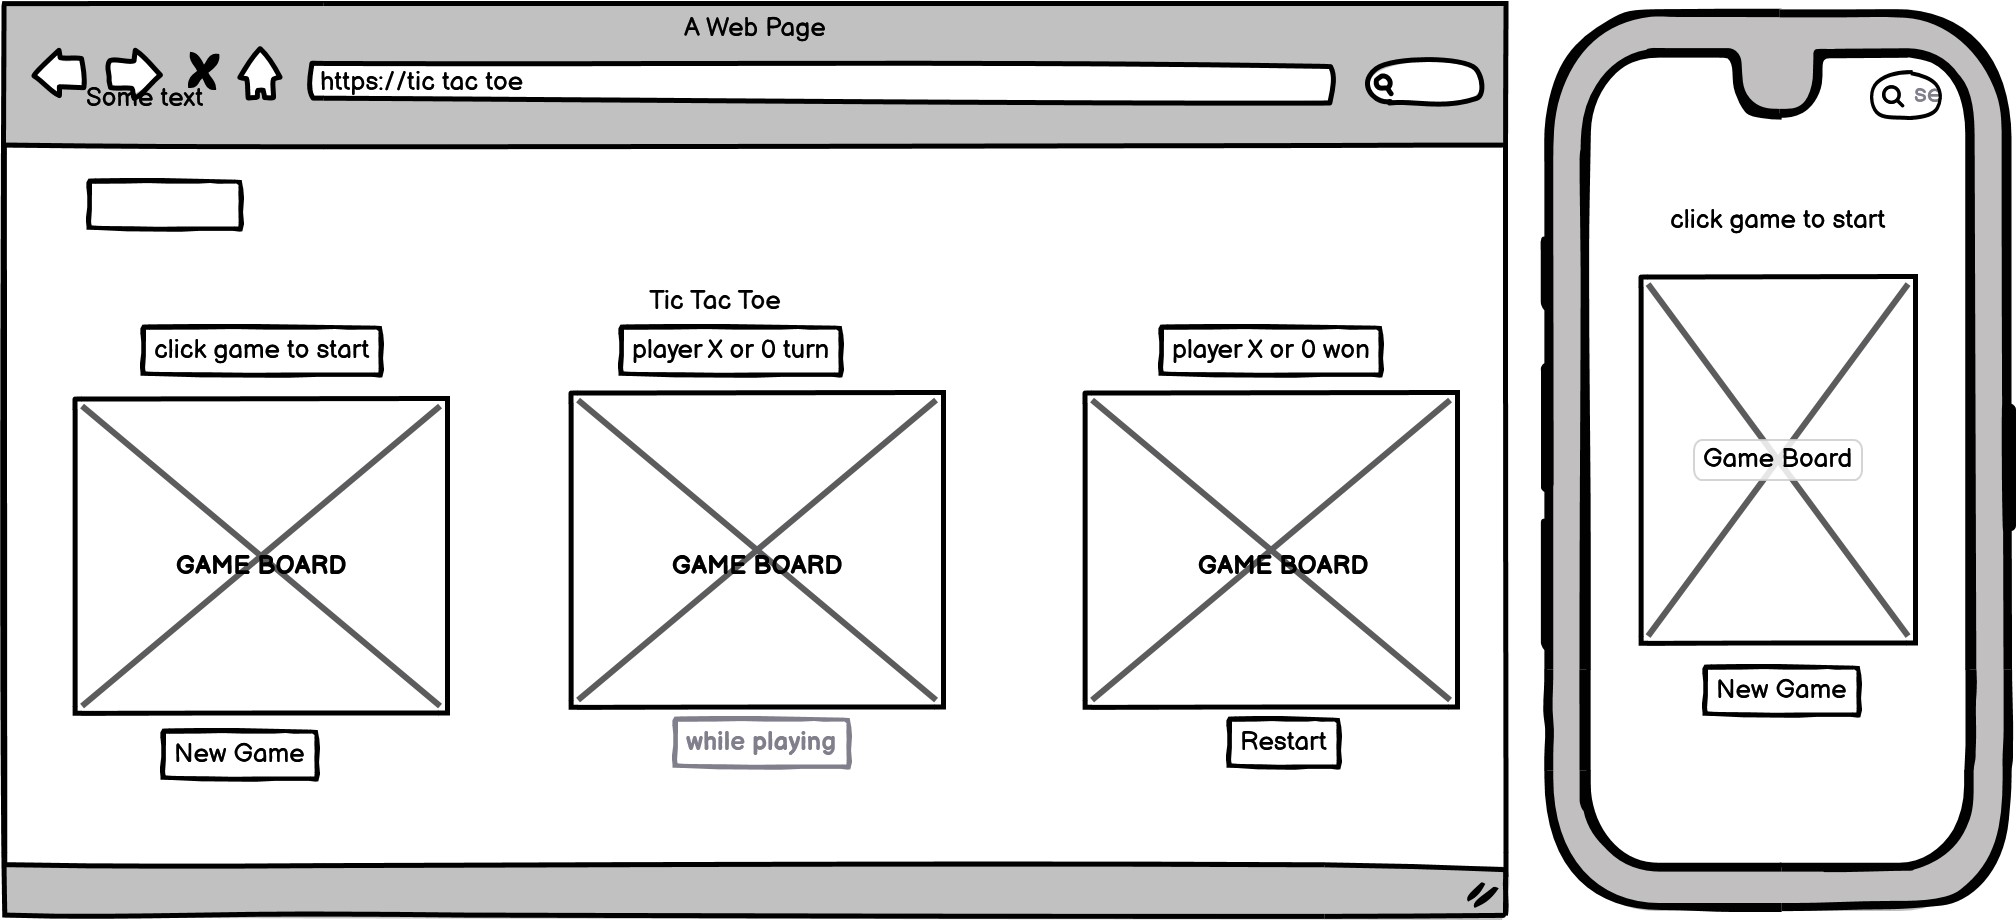 A Web Page
https://tic tac toe
Some text
Tic Tac Toe
click game to start
player X or 0 turn
player X or 0 won
GAME BOARD
GAME BOARD
GAME BOARD
New Game
while playing
Restart
se
click game to start
Game Board
New Game